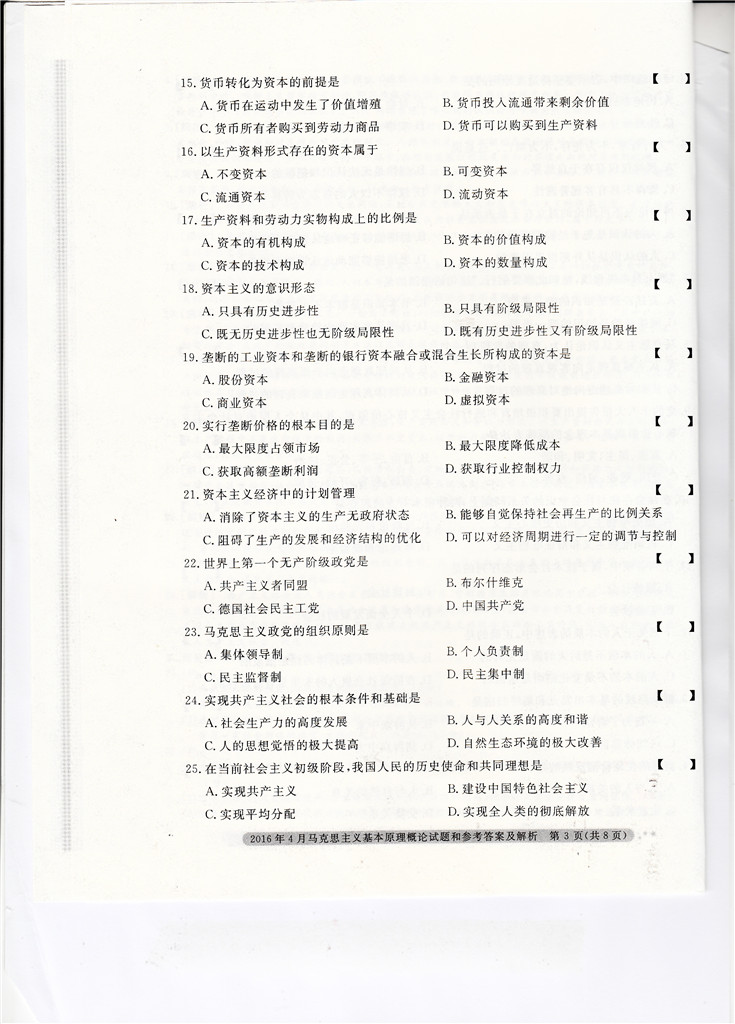 15.货币转化为资本的前提是 【 】
A.货币在运动中发生了价值增殖 B.货币投入流通带来剩余价值
C.货币所有者购买到劳动力商品 D.货币可以购买到生产资料
16.以生产资料形式存在的资本属于 【 】
A.不变资本 B.可变资本
C.流通资本 D.流动资本
17.生产资料和劳动力实物构成上的比例是 【 】
A.资本的有机构成 B.资本的价值构成
C.资本的技术构成 D.资本的数量构成
18.资本主义的意识形态 【 】
A.只具有历史进步性 B.只具有阶级局限性
C.既无历史进步性也无阶级局限性 D.既有历史进步性又有阶级局限性
19.垄断的工业资本和垄断的银行资本融合或混合生长所构成的资本是 【 】
A.股份资本 B.金融资本
C.商业资本 D.虚拟资本
20.实行垄断价格的根本目的是 【 】
A.最大限度占领市场 B.最大限度降低成本
C.获取高额垄断利润 D.获取行业控制权力
21.资本主义经济中的计划管理 【 】
A.消除了资本主义的生产无政府状态 B.能够自觉保持社会再生产的比例关系
C.阻碍了生产的发展和经济结构的优化 D.可以对经济周期进行一定的调节与控制
22.世界上第一个无产阶级政党是 【 】
A.共产主义者同盟 B.布尔什维克
C.德国社会民主工党 D.中国共产党
23.马克思主义政党的组织原则是 【 】
A.集体领导制 B.个人负责制
C.民主监督制 D.民主集中制
24.实现共产主义社会的根本条件和基础是 【 】
A.社会生产力的高度发展 B.人与人关系的高度和谐
C.人的思想觉悟的极大提高 D.自然生态环境的极大改善
25.在当前社会主义初级阶段,我国人民的历史使命和共同理想是 【 】
A.实现共产主义 B.建设中国特色社会主义
C.实现平均分配 D.实现全人类的彻底解放
2016年4月马克思主义基本原理概论试题和参考答案及解析 第3页(共8页)